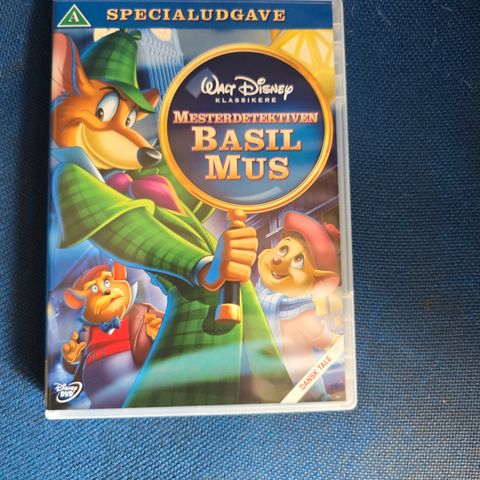 A SPECIALUDGAVE
WALT DISNEY
KLASSIKERE
MESTERDETEKTIVEN
BASIL
MUS
DANSK TALE
DISNEY
DVD